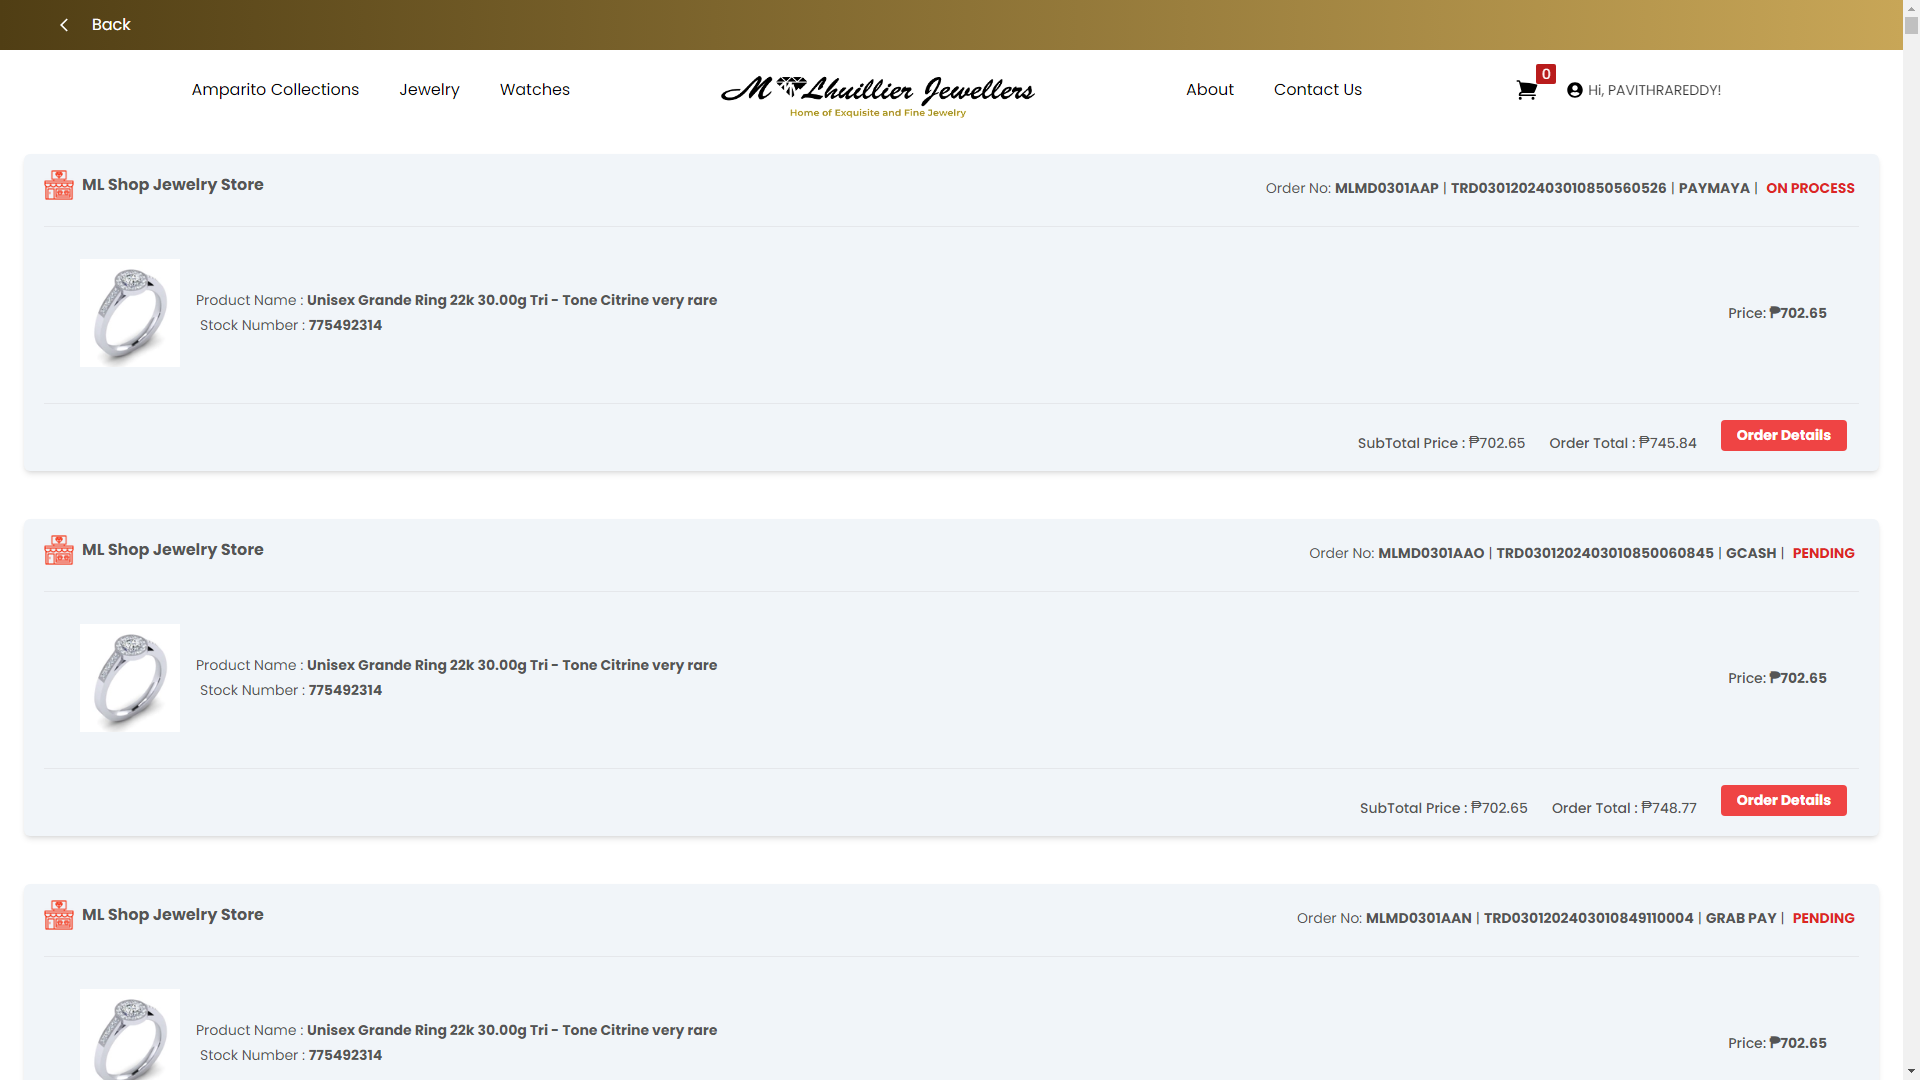 Back
Amparito Collections Jewelry Watches M Lhuillier Jewellers About Contact Us 0 Hi, PAVITHRAREDDY!
Home of Exquisite and Fine Jewelry
ML Shop Jewelry Store Order No: MLMD0301AAP | TRD0301202403010850560526 | PAYMAYA | ON PROCESS
Product Name : Unisex Grande Ring 22k 30.00g Tri - Tone Citrine very rare
Stock Number : 775492314
Price: ₱702.65
SubTotal Price : ₱702.65 Order Total : ₱745.84 Order Details
ML Shop Jewelry Store Order No: MLMD0301AAO | TRD0301202403010850060845 | GCASH | PENDING
Product Name : Unisex Grande Ring 22k 30.00g Tri - Tone Citrine very rare
Stock Number : 775492314
Price: ₱702.65
SubTotal Price : ₱702.65 Order Total : ₱748.77 Order Details
ML Shop Jewelry Store Order No: MLMD0301AAN | TRD0301202403010849110004 | GRAB PAY | PENDING
Product Name : Unisex Grande Ring 22k 30.00g Tri - Tone Citrine very rare
Stock Number : 775492314
Price: ₱702.65